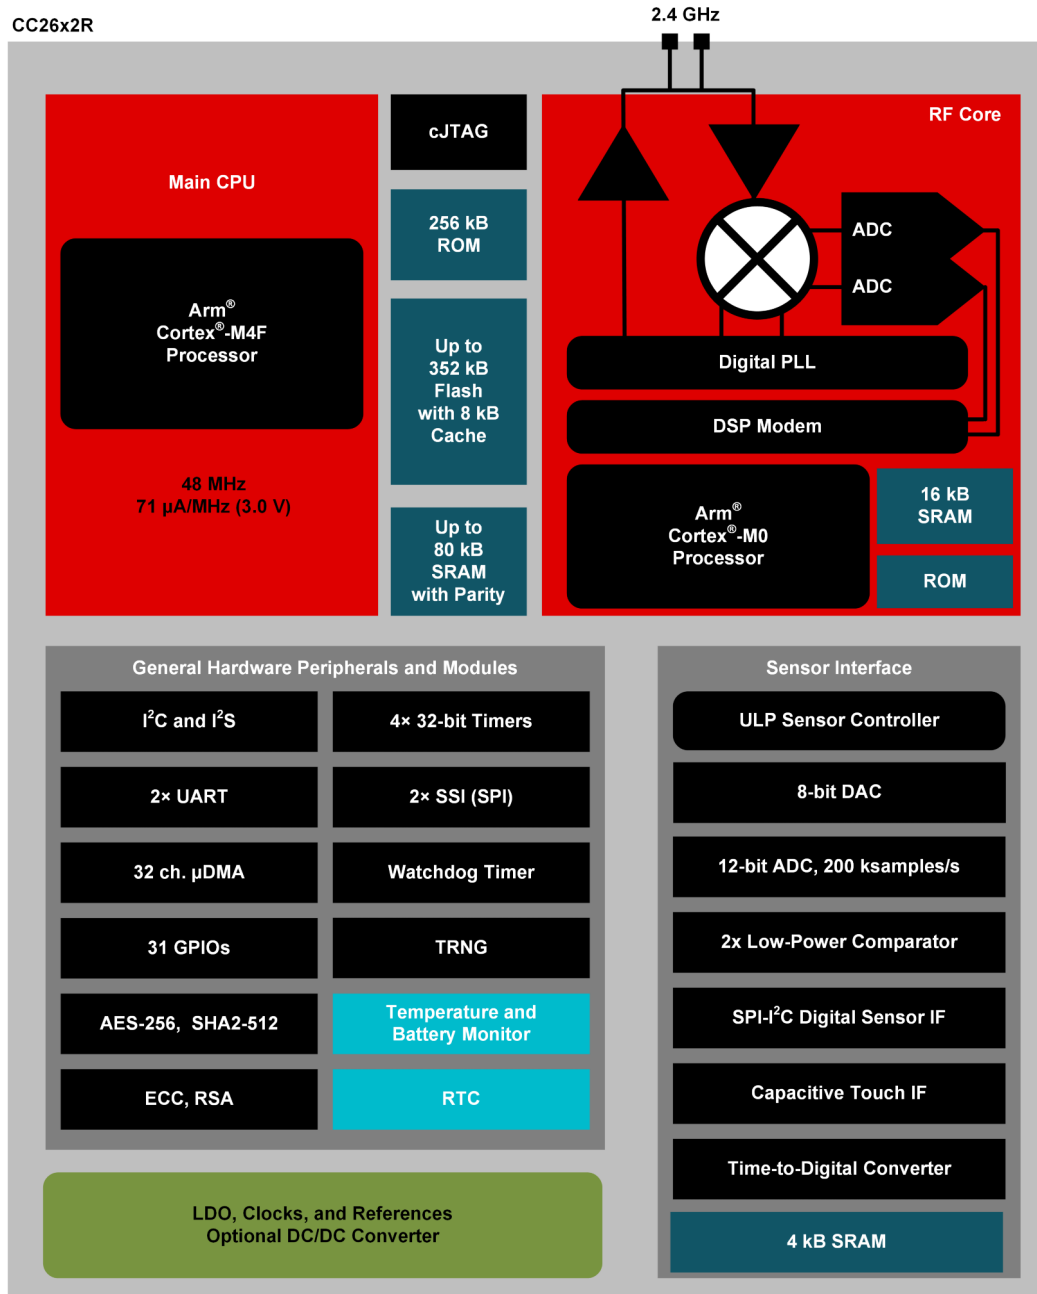 CC26x2R
2.4 GHz
Main CPU
Arm®
Cortex®-M4F
Processor
48 MHz
71 µA/MHz (3.0 V)
cJTAG
256 kB
ROM
Up to
352 kB
Flash
with 8 kB
Cache
Up to
80 kB
SRAM
with Parity
RF Core
ADC
ADC
Digital PLL
DSP Modem
Arm®
Cortex®-M0
Processor
16 kB
SRAM
ROM
General Hardware Peripherals and Modules
I²C and I²S
4× 32-bit Timers
2× UART
2× SSI (SPI)
32 ch. µDMA
Watchdog Timer
31 GPIOs
TRNG
AES-256, SHA2-512
Temperature and
Battery Monitor
ECC, RSA
RTC
LDO, Clocks, and References
Optional DC/DC Converter
Sensor Interface
ULP Sensor Controller
8-bit DAC
12-bit ADC, 200 ksamples/s
2x Low-Power Comparator
SPI-I²C Digital Sensor IF
Capacitive Touch IF
Time-to-Digital Converter
4 kB SRAM